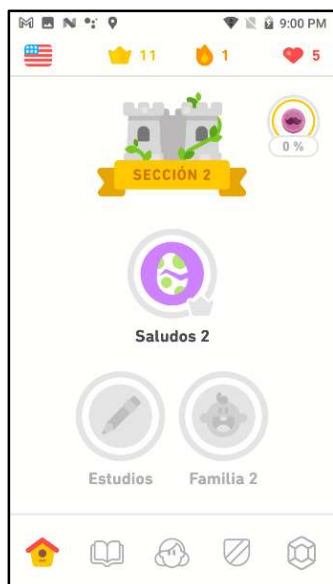 9:00 PM
11
1
5
SECCIÓN 2
0 %
Saludos 2
Estudios
Familia 2